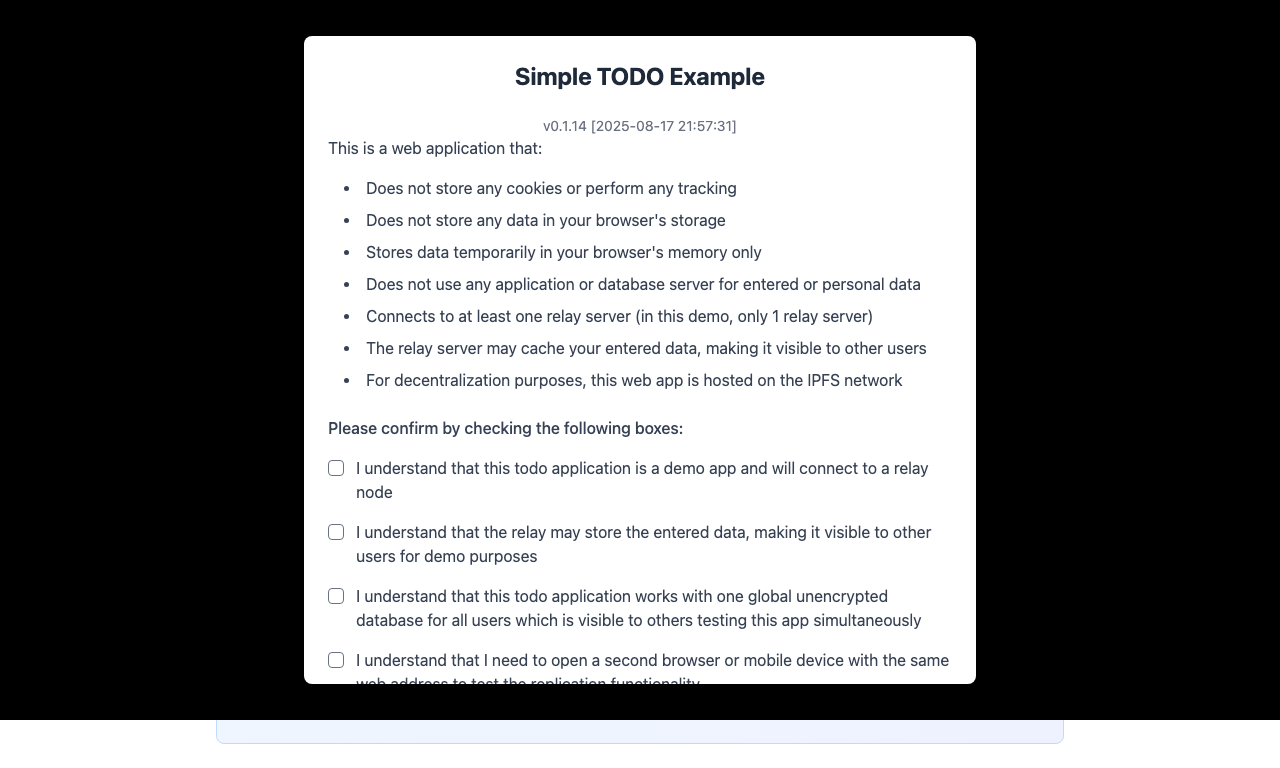 Simple TODO Example
v0.1.14 [2025-08-17 21:57:31]
This is a web application that:
• Does not store any cookies or perform any tracking
• Does not store any data in your browser's storage
• Stores data temporarily in your browser's memory only
• Does not use any application or database server for entered or personal data
• Connects to at least one relay server (in this demo, only 1 relay server)
• The relay server may cache your entered data, making it visible to other users
• For decentralization purposes, this web app is hosted on the IPFS network
Please confirm by checking the following boxes:
I understand that this todo application is a demo app and will connect to a relay
node
I understand that the relay may store the entered data, making it visible to other
users for demo purposes
I understand that this todo application works with one global unencrypted
database for all users which is visible to others testing this app simultaneously
I understand that I need to open a second browser or mobile device with the same
web address to test the replication functionality